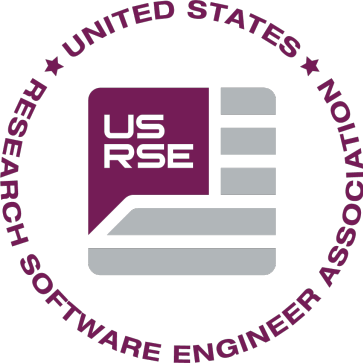 UNITED STATES
RESEARCH SOFTWARE ENGINEER ASSOCIATION
US
RSE